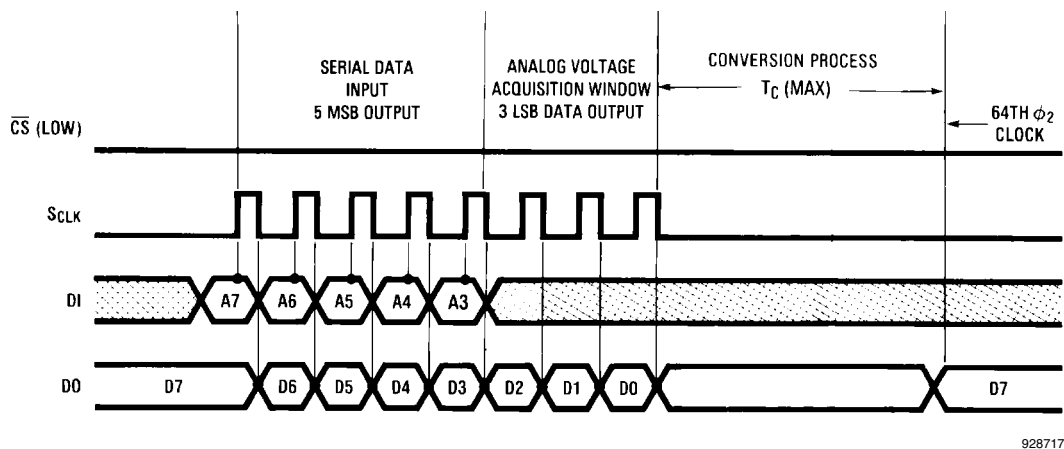 SERIAL DATA
INPUT
5 MSB OUTPUT
ANALOG VOLTAGE
ACQUISITION WINDOW
3 LSB DATA OUTPUT
CONVERSION PROCESS
TC (MAX)
64TH ϕ2
CLOCK
CS (LOW)
SCLK
DI
A7 A6 A5 A4 A3
DO
D7 D6 D5 D4 D3 D2 D1 D0 D7
928717